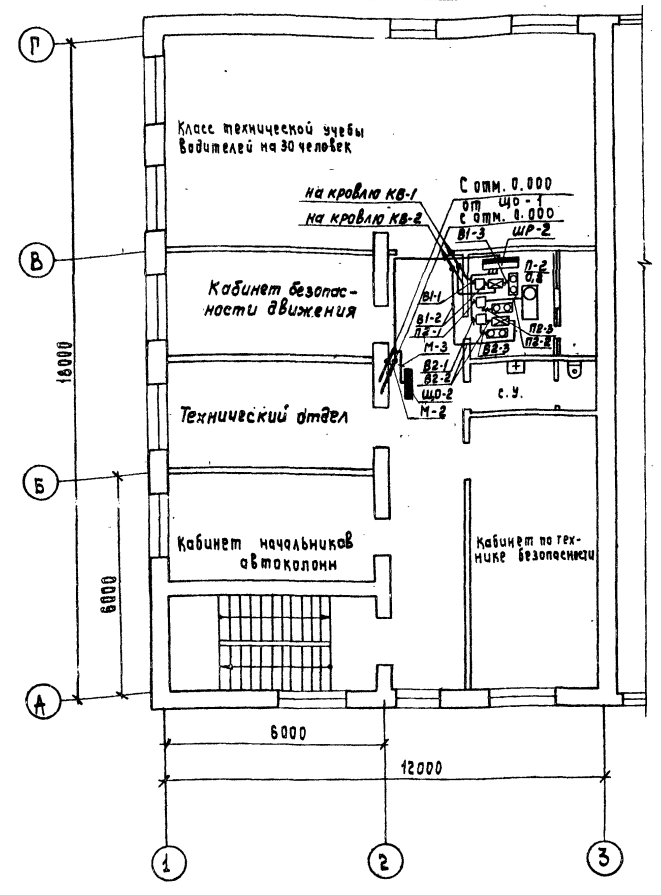 Г
Класс технической учебы
водителей на 30 человек
на кровлю КВ-1
на кровлю КВ-2
С отм. 0.000
от ЩО-1
с отм. 0.000
В1-3
ШР-2
В
Кабинет безопас-
ности движения
П-2
0,8
В1-1
В1-2
П2-1
П2-3
П2-2
М-3
В2-3
В2-1
В2-2
ЩО-2
М-2
18000
Технический отдел
с.у.
Б
Кабинет начальников
автоколонн
Кабинет по тех-
нике безопасности
6000
А
6000
12000
1
2
3